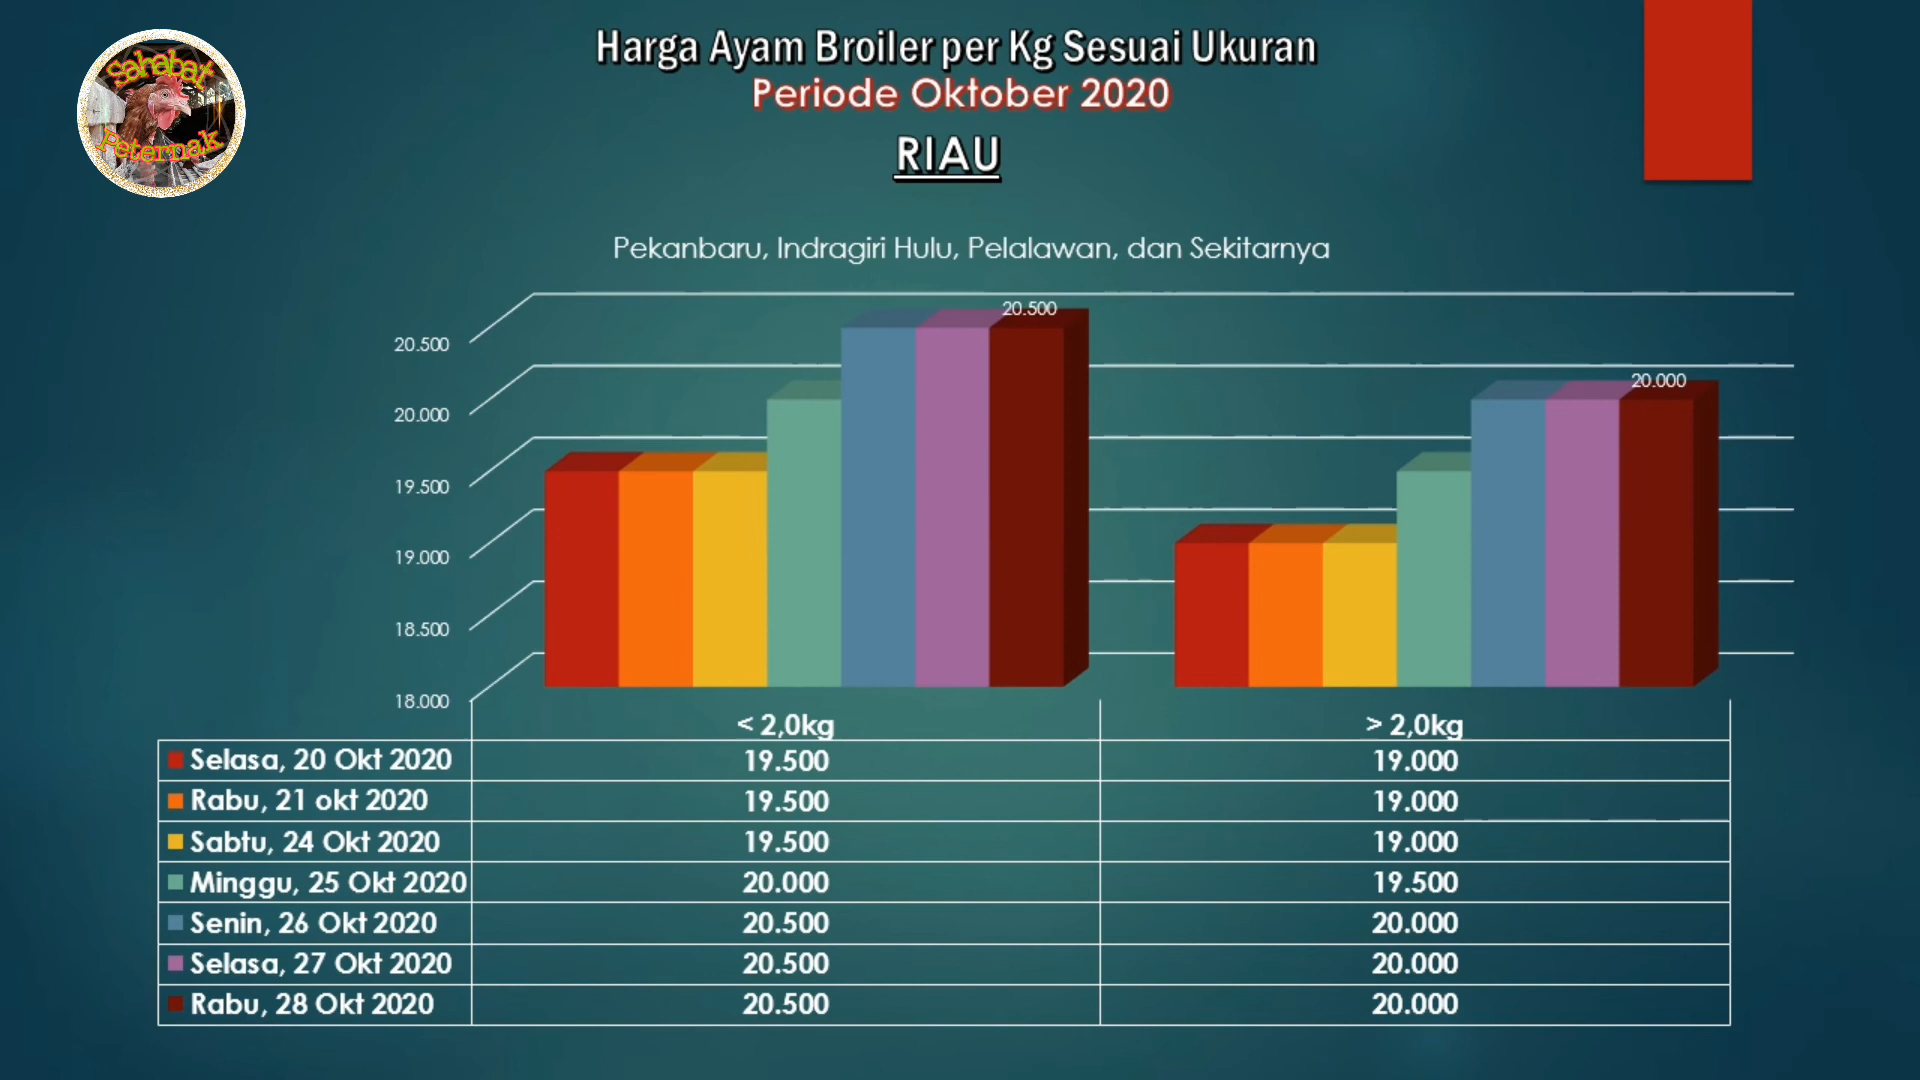 Sahabat
Peternak
Harga Ayam Broiler per Kg Sesuai Ukuran
Periode Oktober 2020
RIAU
Pekanbaru, Indragiri Hulu, Pelalawan, dan Sekitarnya
20.500
20.000
19.500
19.000
18.500
18.000
20.500
20.000
< 2,0kg > 2,0kg
Selasa, 20 Okt 2020 19.500 19.000
Rabu, 21 okt 2020 19.500 19.000
Sabtu, 24 Okt 2020 19.500 19.000
Minggu, 25 Okt 2020 20.000 19.500
Senin, 26 Okt 2020 20.500 20.000
Selasa, 27 Okt 2020 20.500 20.000
Rabu, 28 Okt 2020 20.500 20.000